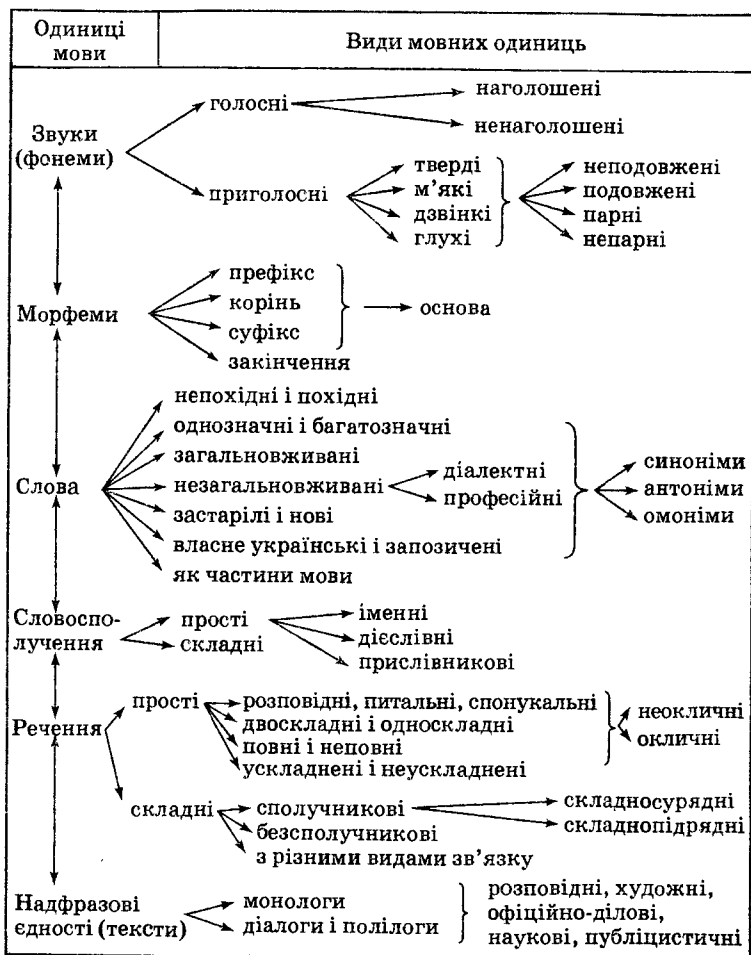 Одиниці мови
Види мовних одиниць
Звуки (фонеми)
голосні
наголошені
ненаголошені
приголосні
тверді
м'які
дзвінкі
глухі
неподовжені
подовжені
парні
непарні
Морфеми
префікс
корінь
суфікс
закінчення
основа
Слова
непохідні і похідні
однозначні і багатозначні
загальновживані
незагальновживані
діалектні
професійні
застарілі і нові
власне українські і запозичені
як частини мови
синоніми
антоніми
омоніми
Словоспо-
лучення
прості
складні
іменні
дієслівні
прислівникові
Речення
прості
розповідні, питальні, спонукальні
двоскладні і односкладні
повні і неповні
ускладнені і неускладнені
неокличні
окличні
складні
сполучникові
безсполучникові
з різними видами зв'язку
складносурядні
складнопідрядні
Надфразові
єдності (тексти)
монологи
діалоги і полілоги
розповідні, художні,
офіційно-ділові,
наукові, публіцистичні